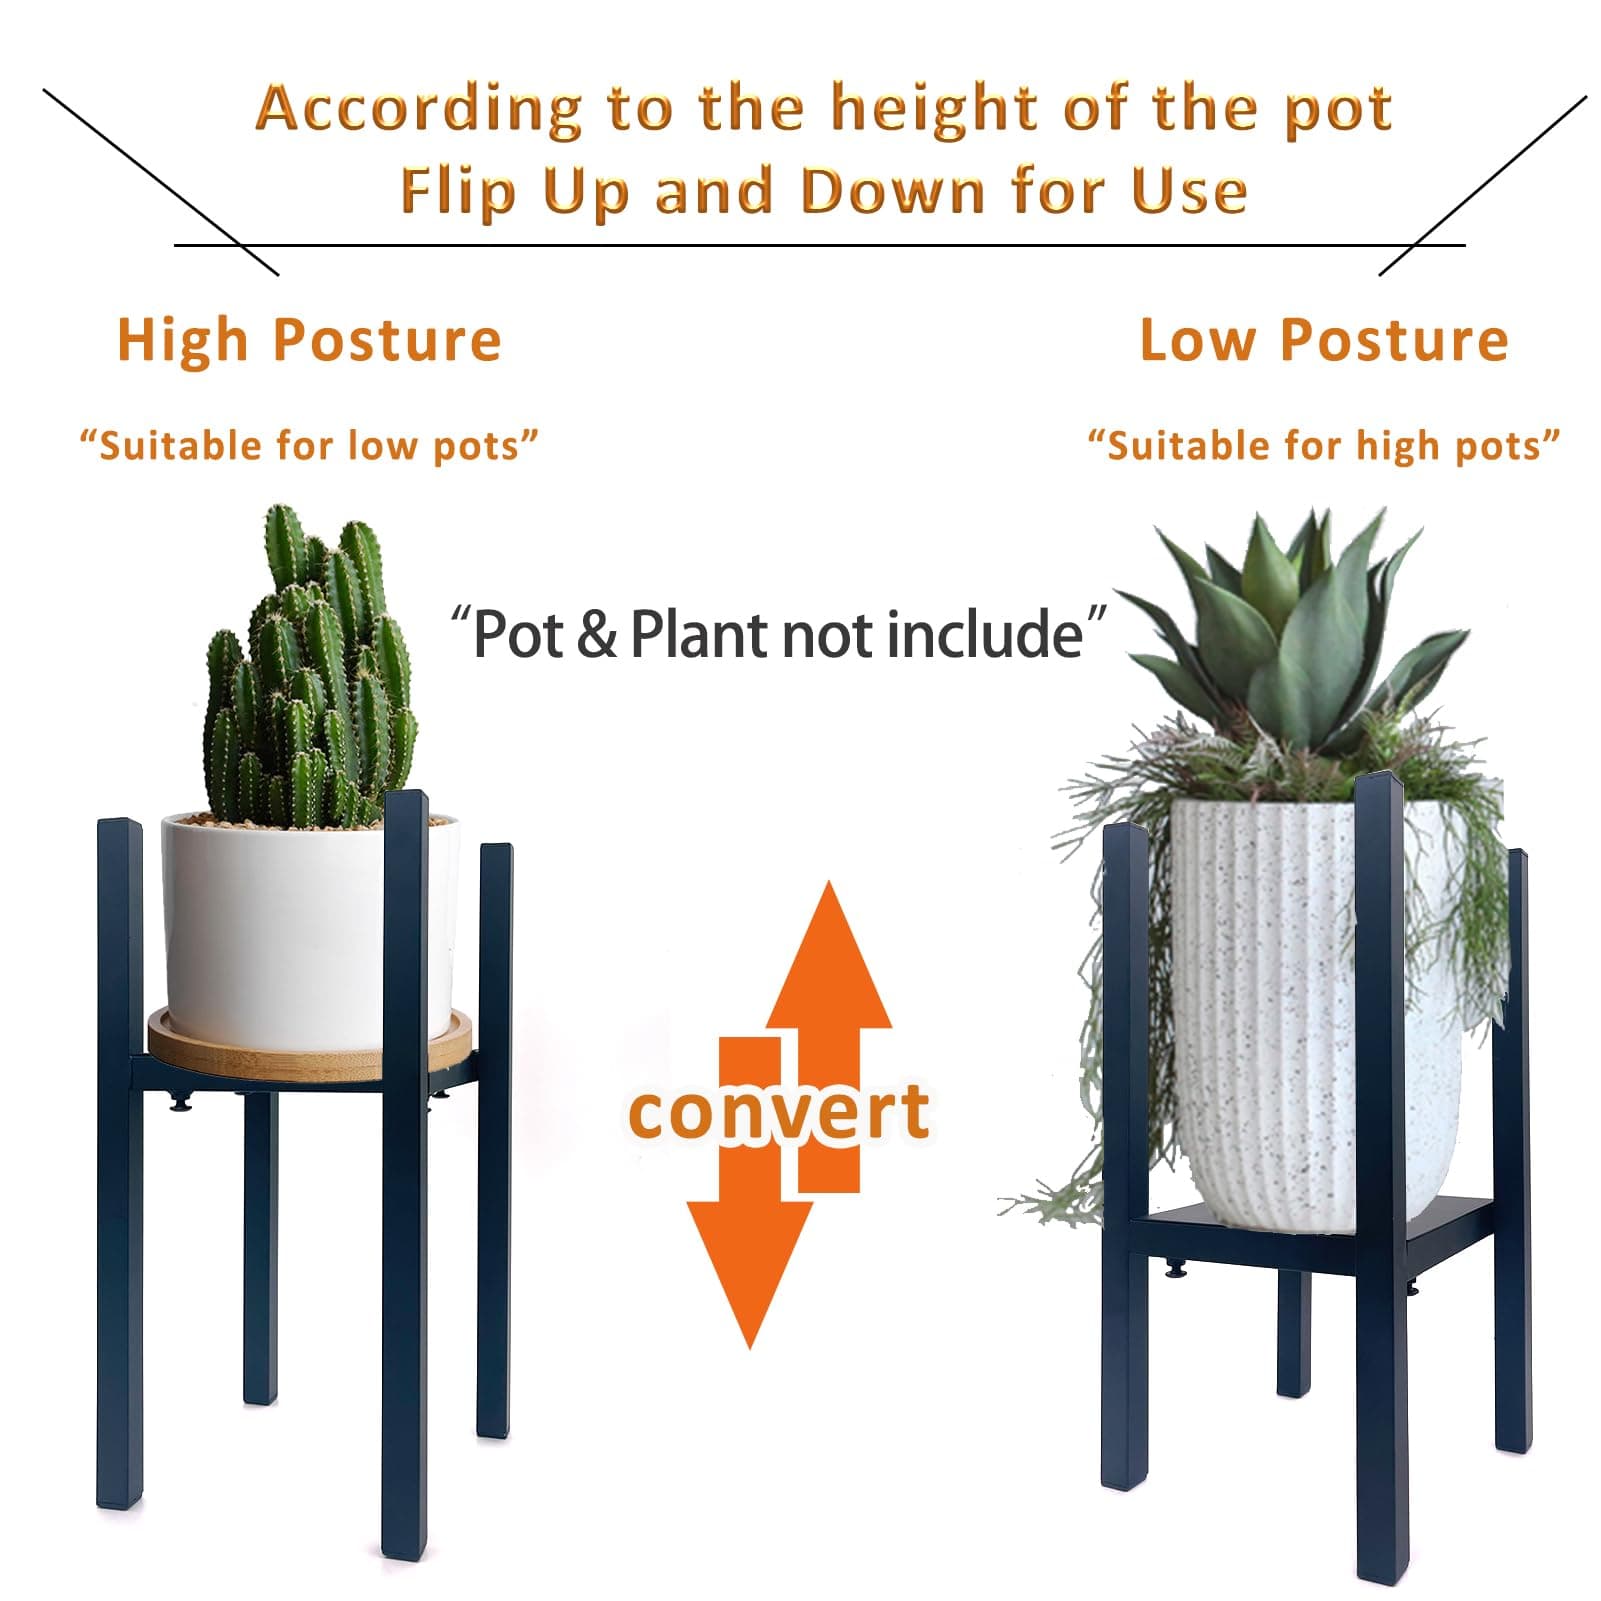 According to the height of the pot
Flip Up and Down for Use
High Posture
Low Posture
“Suitable for low pots”
“Suitable for high pots”
“Pot & Plant not include”
convert